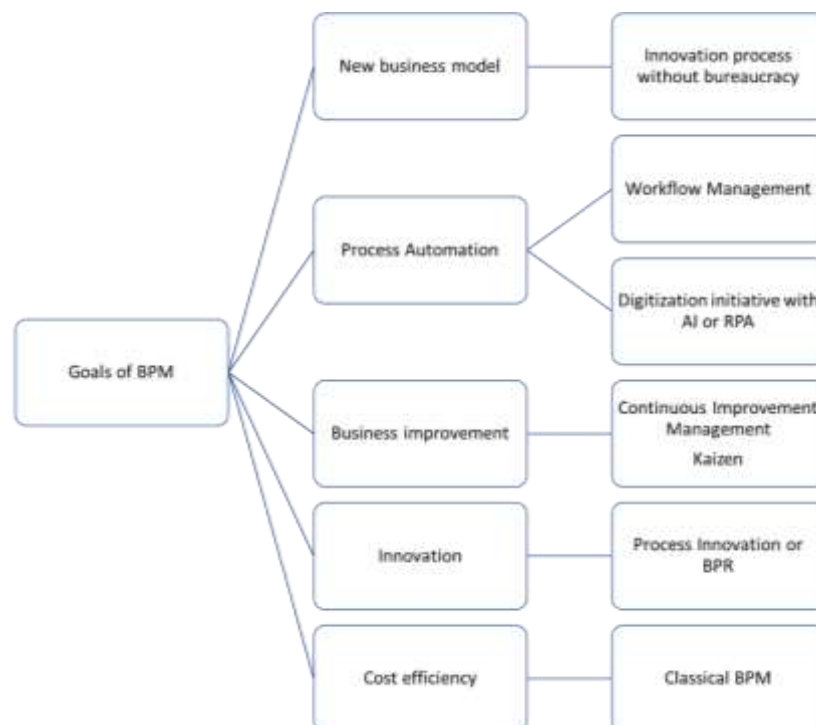 New business model
Innovation process
without bureaucracy
Workflow Management
Process Automation
Digitization initiative with
AI or RPA
Goals of BPM
Business improvement
Continuous Improvement
Management
Kaizen
Innovation
Process Innovation or
BPR
Cost efficiency
Classical BPM